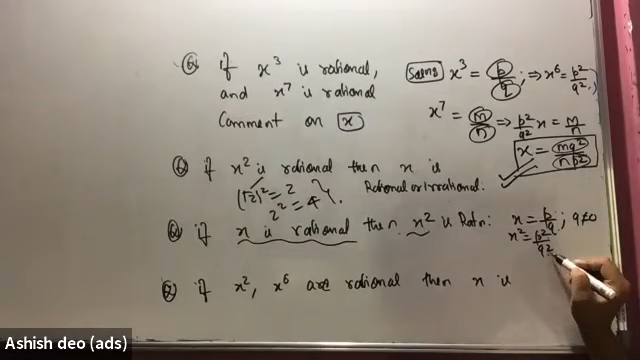 Q if x³ is rational,
and x⁷ is rational
Comment on x
Soln: x³ = p/q ; ⇒ x⁶ = p²/q² ;
x⁷ = m/n ⇒ p²/q² x = m/n
x = mq²/np²
Q if x² is rational then x is
Rational or Irrational.
(√2)² = 2
2² = 4
Q if x is rational then x² is Ratn:
x = p/q ; q≠0
x² = p²/q²
Q if x², x⁶ are rational then x is
Ashish deo (ads)